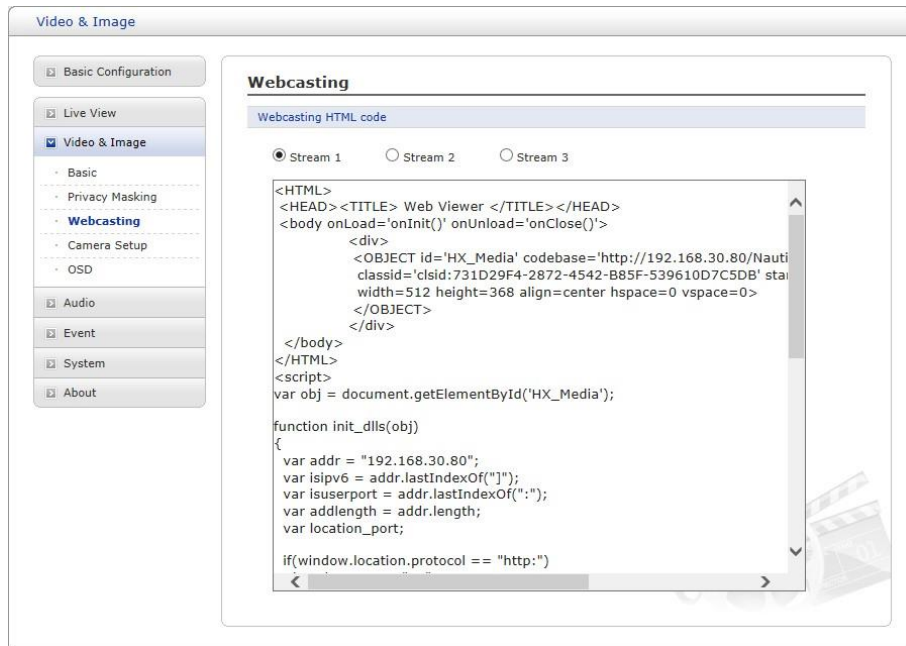 Video & Image
Basic Configuration
Live View
Video & Image
Basic
Privacy Masking
Webcasting
Camera Setup
OSD
Audio
Event
System
About
Webcasting
Webcasting HTML code
Stream 1 Stream 2 Stream 3
<HTML>
<HEAD><TITLE> Web Viewer </TITLE></HEAD>
<body onLoad='onInit()' onUnload='onClose()'>
<div>
<OBJECT id='HX_Media' codebase='http://192.168.30.80/Nauti
classid='clsid:731D29F4-2872-4542-B85F-539610D7C5DB' sta
width=512 height=368 align=center hspace=0 vspace=0>
</OBJECT>
</div>
</body>
</HTML>
<script>
var obj = document.getElementById('HX_Media');
function init_dlls(obj)
{
var addr = "192.168.30.80";
var isipv6 = addr.lastIndexOf("]");
var isuserport = addr.lastIndexOf(":");
var addlength = addr.length;
var location_port;
if(window.location.protocol == "http:")